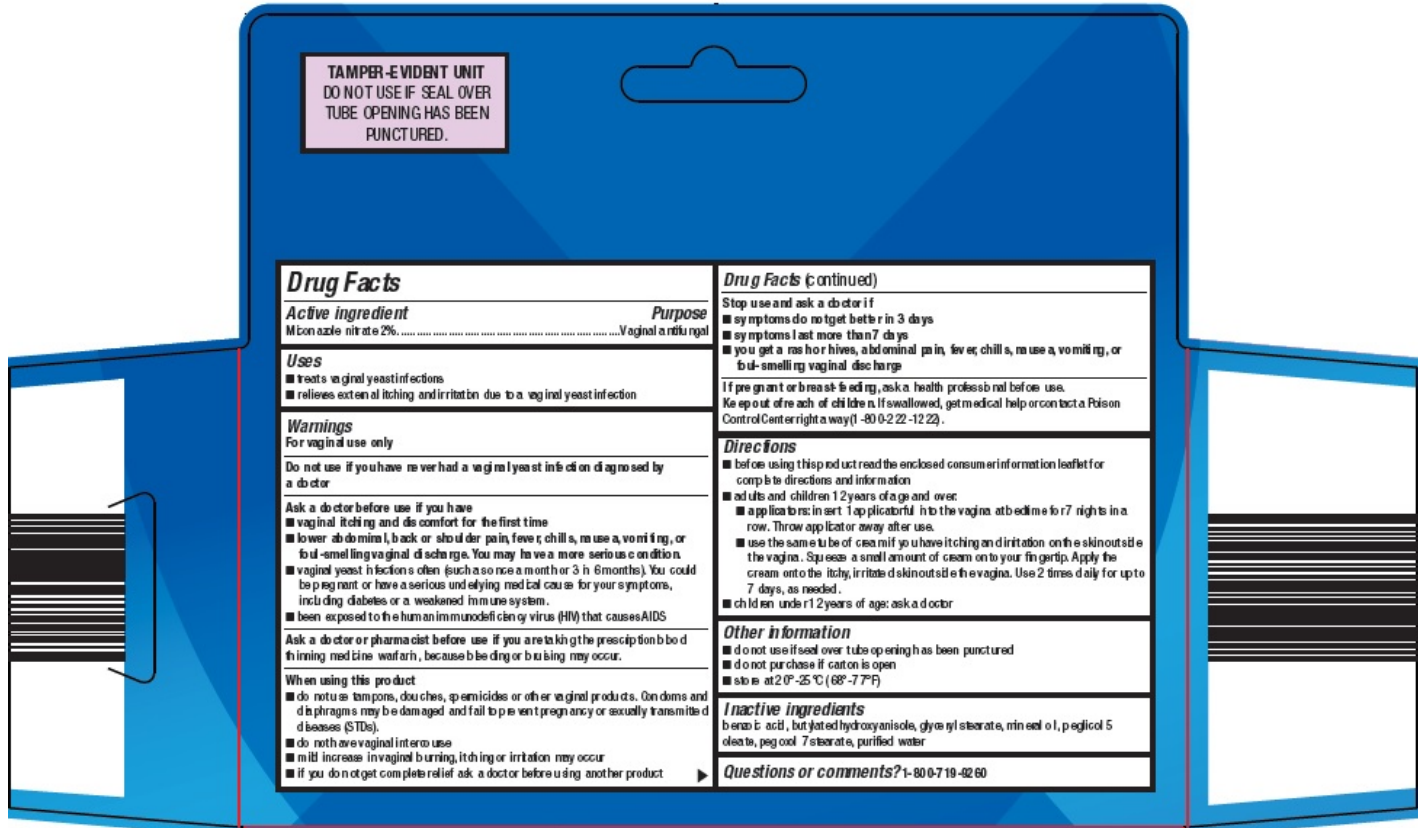 TAMPER-EVIDENT UNIT
DO NOT USE IF SEAL OVER
TUBE OPENING HAS BEEN
PUNCTURED.
Drug Facts
Active ingredient Purpose
Miconazole nitrate 2%..................................................................Vaginal antifungal
Uses
■ treats vaginal yeast infections
■ relieves external itching and irritation due to a vaginal yeast infection
Warnings
For vaginal use only
Do not use if you have never had a vaginal yeast infection diagnosed by
a doctor
Ask a doctor before use if you have
■ vaginal itching and discomfort for the first time
■ lower abdominal, back or shoulder pain, fever, chills, nausea, vomiting, or
foul-smelling vaginal discharge. You may have a more serious condition.
■ vaginal yeast infections often (such as once a month or 3 in 6 months). You could
be pregnant or have a serious underlying medical cause for your symptoms,
including diabetes or a weakened immune system.
■ been exposed to the human immunodeficiency virus (HIV) that causes AIDS
Ask a doctor or pharmacist before use if you are taking the prescription blood
thinning medicine warfarin, because bleeding or bruising may occur.
When using this product
■ do not use tampons, douches, spermicides or other vaginal products. Condoms and
diaphragms may be damaged and fail to prevent pregnancy or sexually transmitted
diseases (STDs).
■ do not have vaginal intercourse
■ mild increase in vaginal burning, itching or irritation may occur
■ if you do not get complete relief ask a doctor before using another product
Drug Facts (continued)
Stop use and ask a doctor if
■ symptoms do not get better in 3 days
■ symptoms last more than 7 days
■ you get a rash or hives, abdominal pain, fever, chills, nausea, vomiting, or
foul-smelling vaginal discharge
If pregnant or breast-feeding, ask a health professional before use.
Keep out of reach of children. If swallowed, get medical help or contact a Poison
Control Center right away (1-800-222-1222).
Directions
■ before using this product read the enclosed consumer information leaflet for
complete directions and information
■ adults and children 12 years of age and over:
■ applicators: insert 1 applicatorful into the vagina at bedtime for 7 nights in a
row. Throw applicator away after use.
■ use the same tube of cream if you have itching and irritation on the skin outside
the vagina. Squeeze a small amount of cream onto your fingertip. Apply the
cream onto the itchy, irritated skin outside the vagina. Use 2 times daily for up to
7 days, as needed.
■ children under 12 years of age: ask a doctor
Other information
■ do not use if seal over tube opening has been punctured
■ do not purchase if carton is open
■ store at 20°-25°C (68°-77°F)
Inactive ingredients
benzoic acid, butylated hydroxyanisole, glyceryl stearate, mineral oil, peglicol 5
oleate, pegoxol 7 stearate, purified water
Questions or comments? 1-800-719-9260